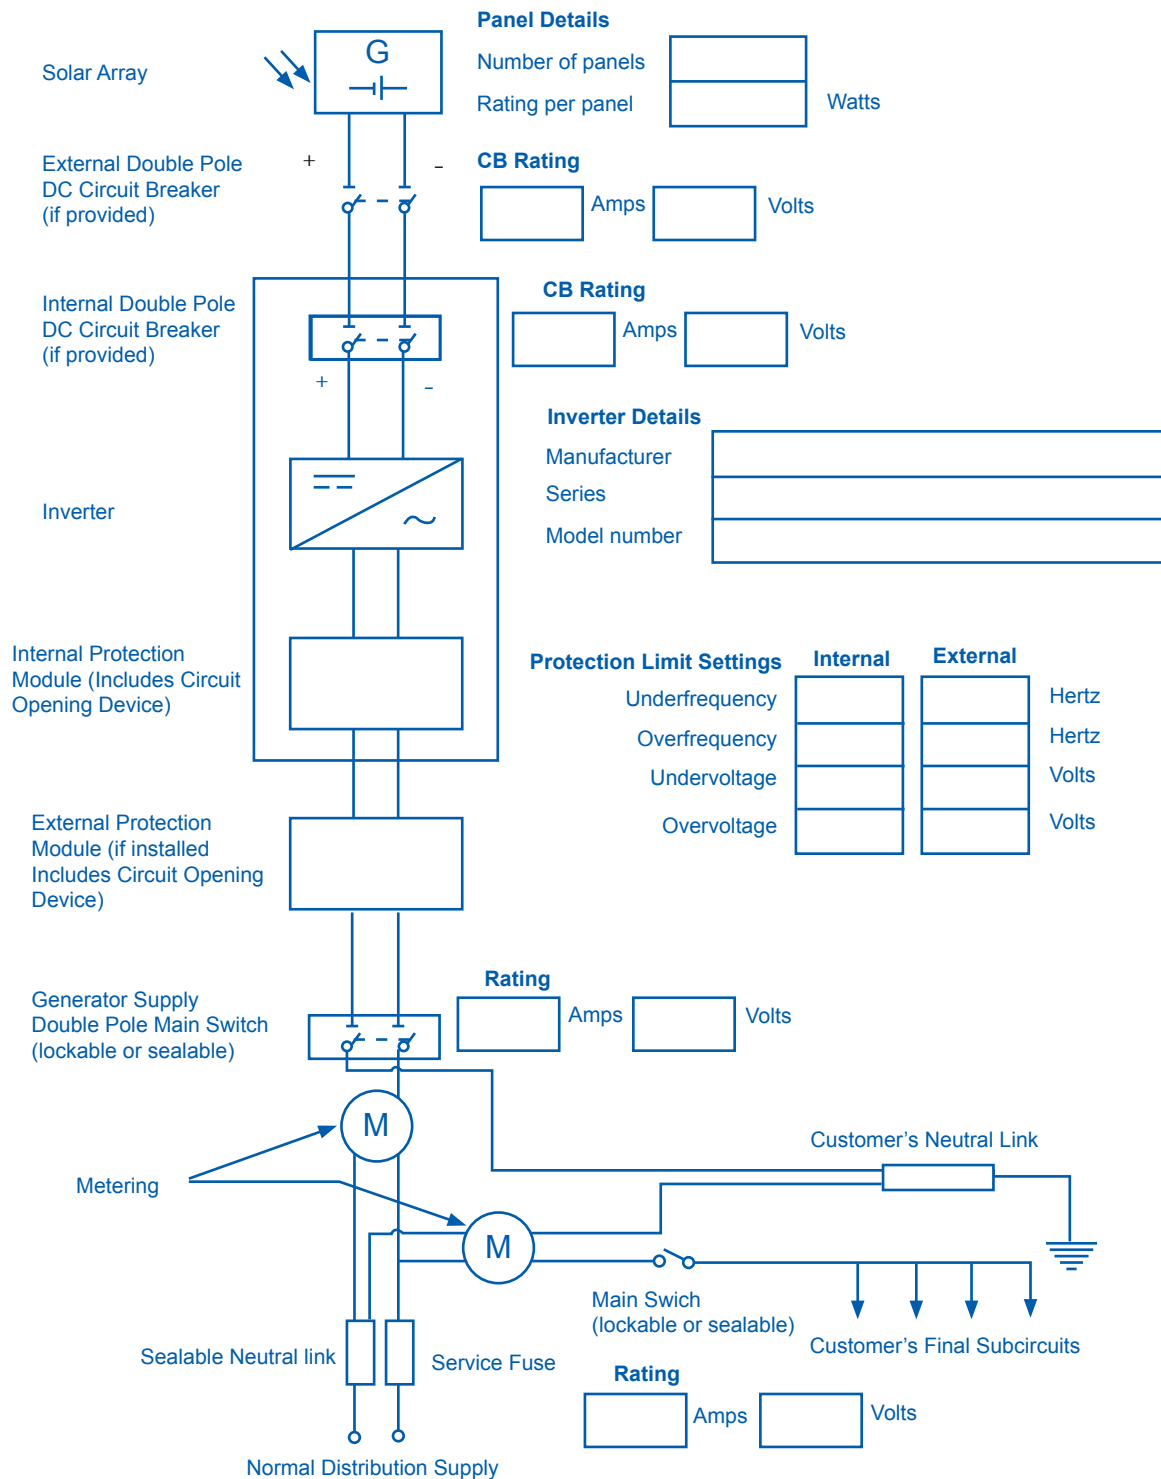 Panel Details
G
Solar Array
Number of panels
Rating per panel
Watts
External Double Pole
DC Circuit Breaker
(if provided)
+
-
CB Rating
Amps
Volts
Internal Double Pole
DC Circuit Breaker
(if provided)
CB Rating
Amps
Volts
+
-
Inverter Details
Manufacturer
Series
Model number
Inverter
Internal Protection
Module (Includes Circuit
Opening Device)
Protection Limit Settings
Internal
External
Underfrequency
Hertz
Overfrequency
Hertz
Undervoltage
Volts
Overvoltage
Volts
External Protection
Module (if installed
Includes Circuit Opening
Device)
Rating
Amps
Volts
Generator Supply
Double Pole Main Switch
(lockable or sealable)
M
Customer's Neutral Link
Metering
M
Main Swich
(lockable or sealable)
Customer's Final Subcircuits
Sealable Neutral link
Service Fuse
Rating
Amps
Volts
Normal Distribution Supply